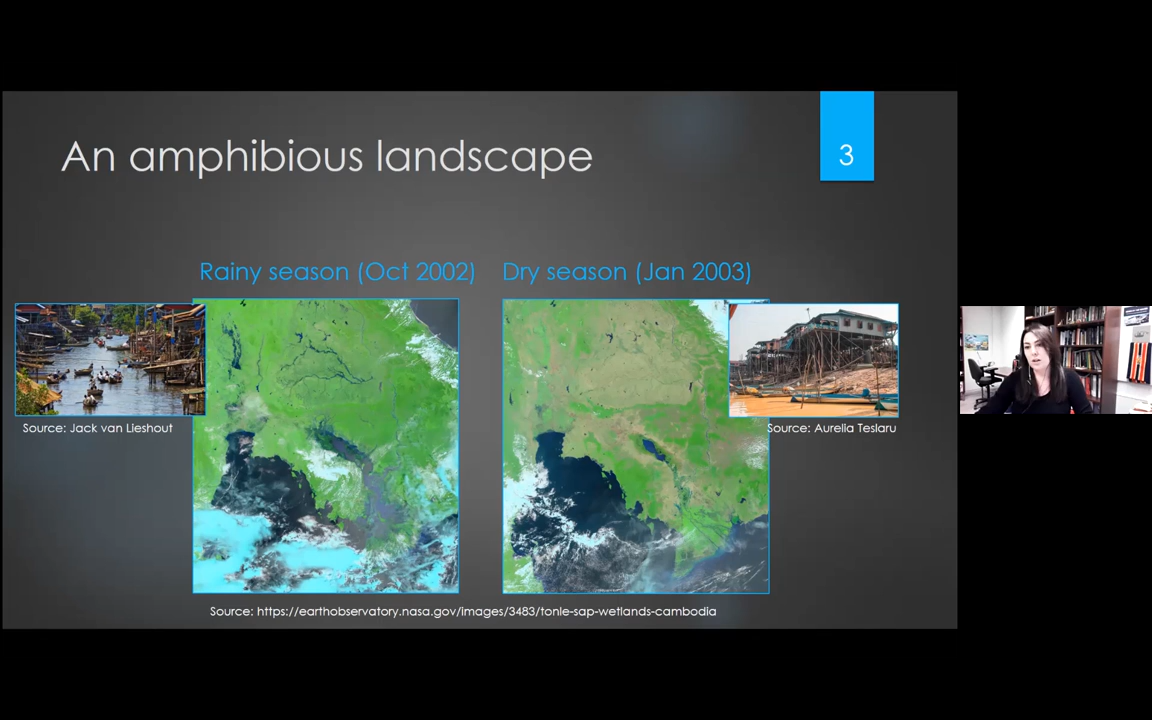 An amphibious landscape
3
Rainy season (Oct 2002)
Dry season (Jan 2003)
Source: Jack van Lieshout
Source: Aurelia Teslaru
Source: https://earthobservatory.nasa.gov/images/3483/tonle-sap-wetlands-cambodia